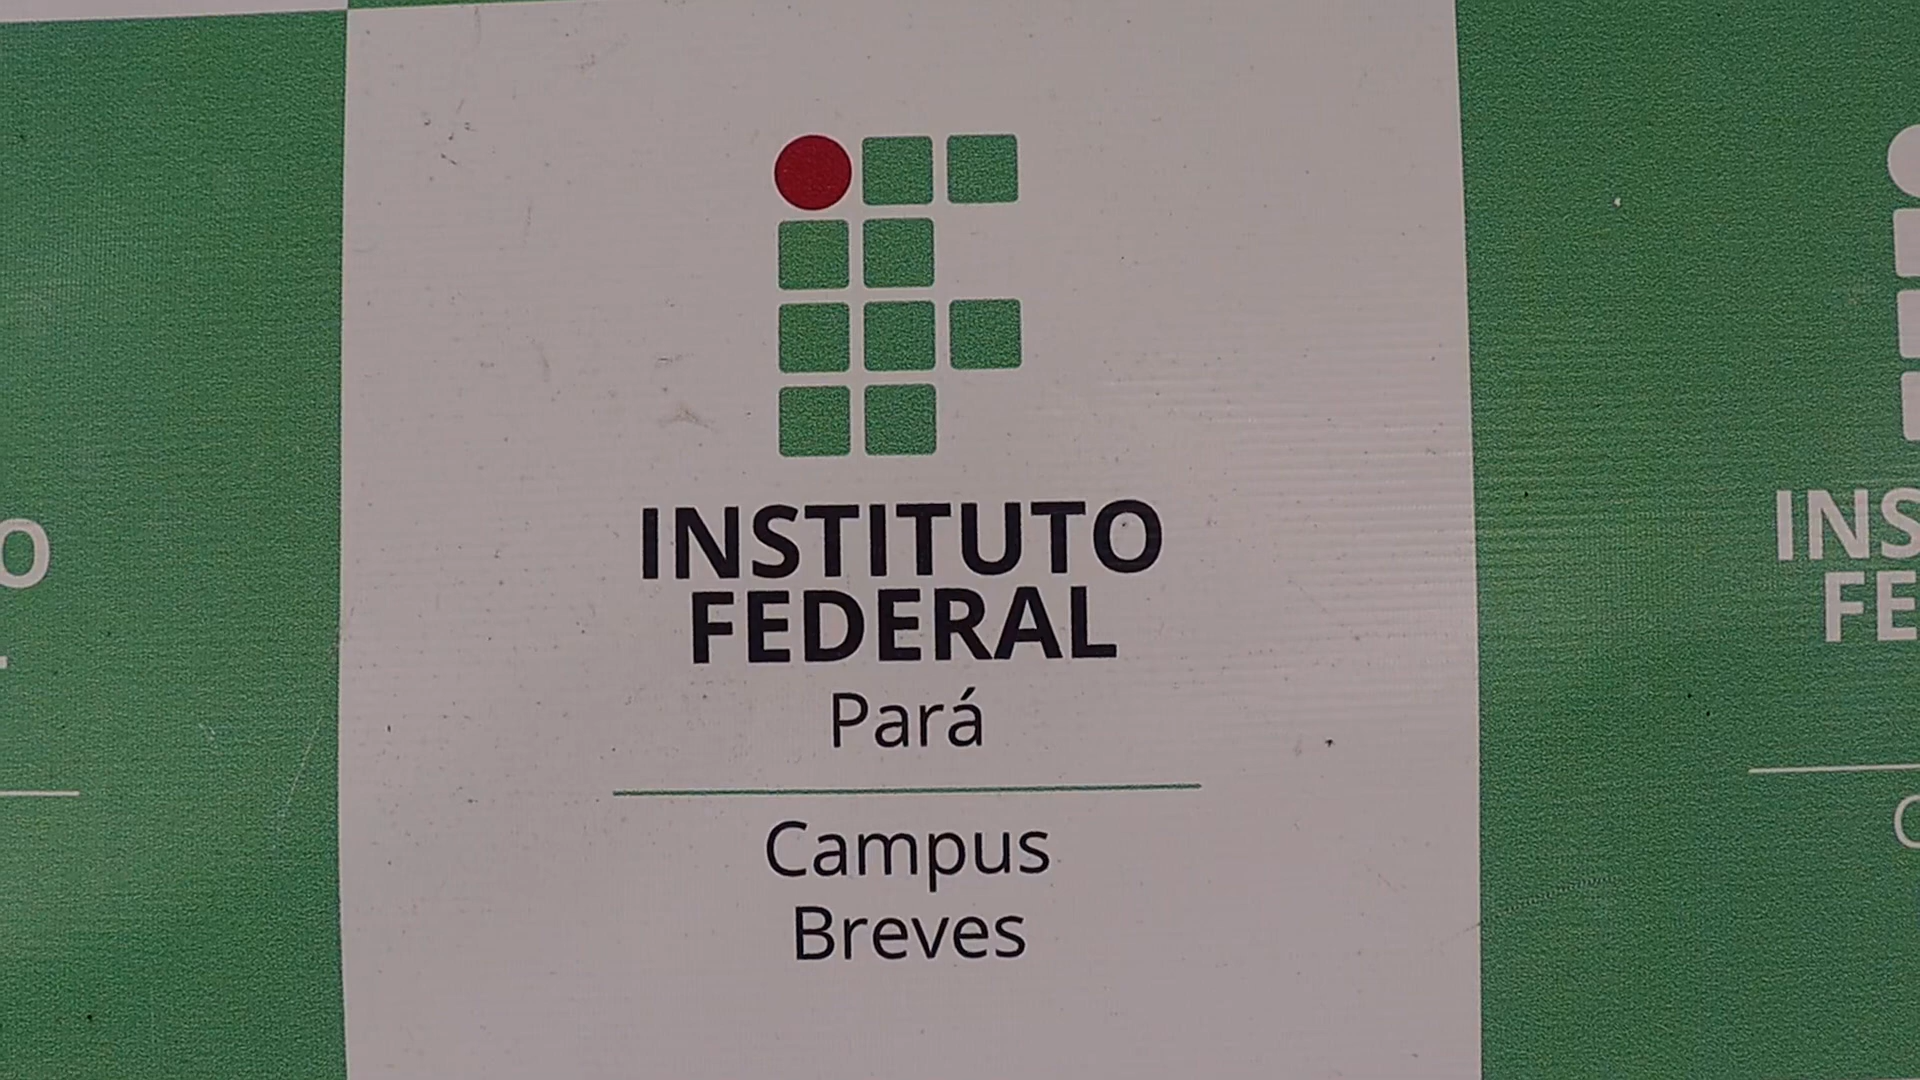 INSTITUTO
FEDERAL
Pará
Campus
Breves